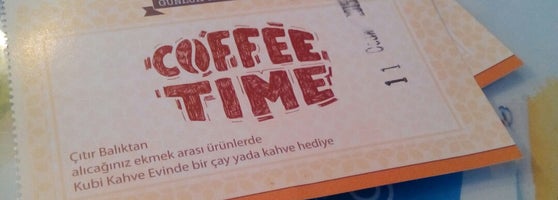 COFFEE
TIME
Çıtır Balıktan
alıcağınız ekmek arası ürünlerde
Kubi Kahve Evinde bir çay yada kahve hediye